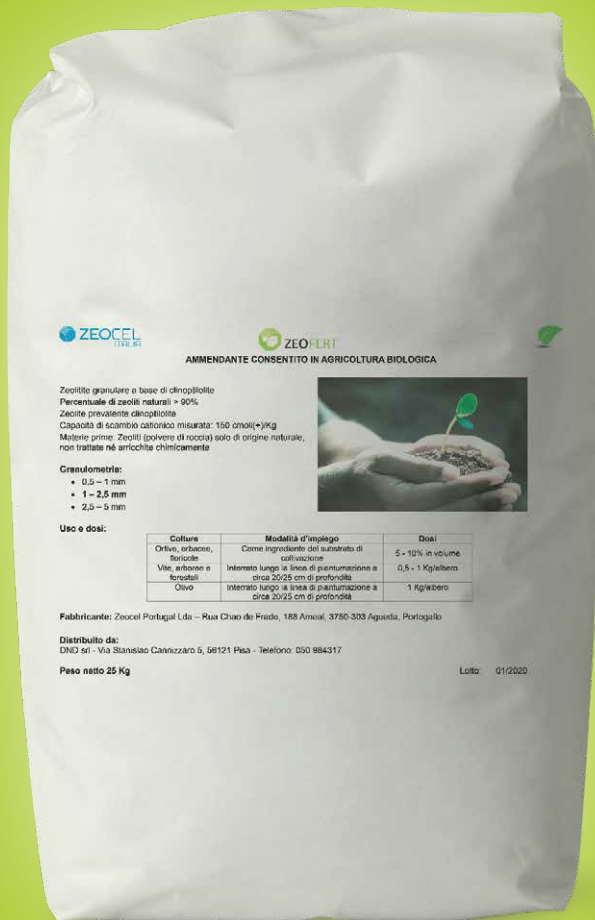 ZEOCEL
ITALIA
ZEOFERT
AMMENDANTE CONSENTITO IN AGRICOLTURA BIOLOGICA
Zeolitite granulare a base di clinoptilolite
Percentuale di zeoliti naturali > 90%
Zeolite prevalente clinoptilolite
Capacità di scambio cationico misurata: 150 cmoli(+)/Kg
Materie prime: Zeoliti (polvere di roccia) solo di origine naturale,
non trattate né arricchite chimicamente
Granulometria:
• 0,5 – 1 mm
• 1 – 2,5 mm
• 2,5 – 5 mm
Uso e dosi:
Colture Modalità d'impiego Dosi
Ortive, erbacee, floricole Come ingrediente del substrato di coltivazione 5 - 10% in volume
Vite, arboree e forestali Interrato lungo la linea di piantumazione a circa 20/25 cm di profondità 0,5 - 1 Kg/albero
Olivo Interrato lungo la linea di piantumazione a circa 20/25 cm di profondità 1 Kg/albero
Fabbricante: Zeocel Portugal Lda – Rua Chao de Frade, 188 Ameal, 3750-303 Agueda, Portogallo
Distribuito da:
DND srl - Via Stanislao Cannizzaro 5, 56121 Pisa - Telefono: 050 984317
Peso netto 25 Kg Lotto: 01/2020